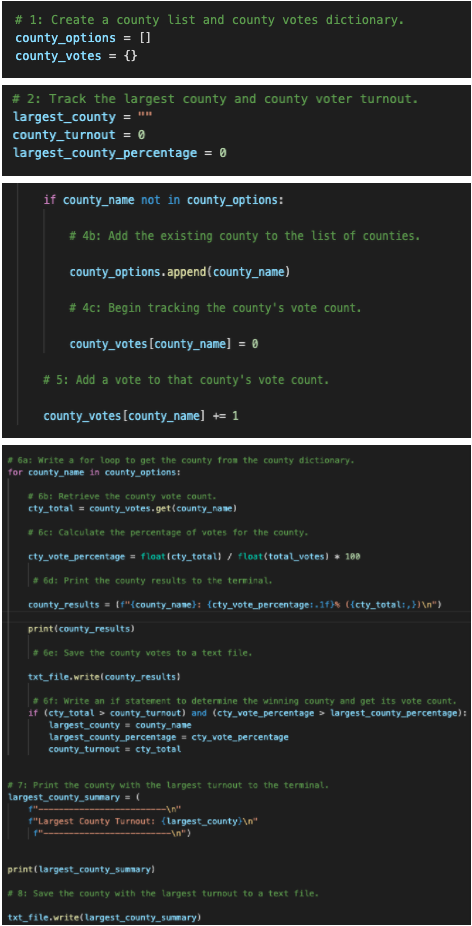 # 1: Create a county list and county votes dictionary.
county_options = []
county_votes = {}
# 2: Track the largest county and county voter turnout.
largest_county = ""
county_turnout = 0
largest_county_percentage = 0
if county_name not in county_options:
# 4b: Add the existing county to the list of counties.
county_options.append(county_name)
# 4c: Begin tracking the county's vote count.
county_votes[county_name] = 0
# 5: Add a vote to that county's vote count.
county_votes[county_name] += 1
# 6a: Write a for loop to get the county from the county dictionary.
for county_name in county_options:
# 6b: Retrieve the county vote count.
cty_total = county_votes.get(county_name)
# 6c: Calculate the percentage of votes for the county.
cty_vote_percentage = float(cty_total) / float(total_votes) * 100
# 6d: Print the county results to the terminal.
county_results = (f"{county_name}: {cty_vote_percentage:.1f}% ({cty_total:,})\n")
print(county_results)
# 6e: Save the county votes to a text file.
txt_file.write(county_results)
# 6f: Write an if statement to determine the winning county and get its vote count.
if (cty_total > county_turnout) and (cty_vote_percentage > largest_county_percentage):
largest_county = county_name
largest_county_percentage = cty_vote_percentage
county_turnout = cty_total
# 7: Print the county with the largest turnout to the terminal.
largest_county_summary = (
f"-------------------------\n"
f"Largest County Turnout: {largest_county}\n"
f"-------------------------\n")
print(largest_county_summary)
# 8: Save the county with the largest turnout to a text file.
txt_file.write(largest_county_summary)